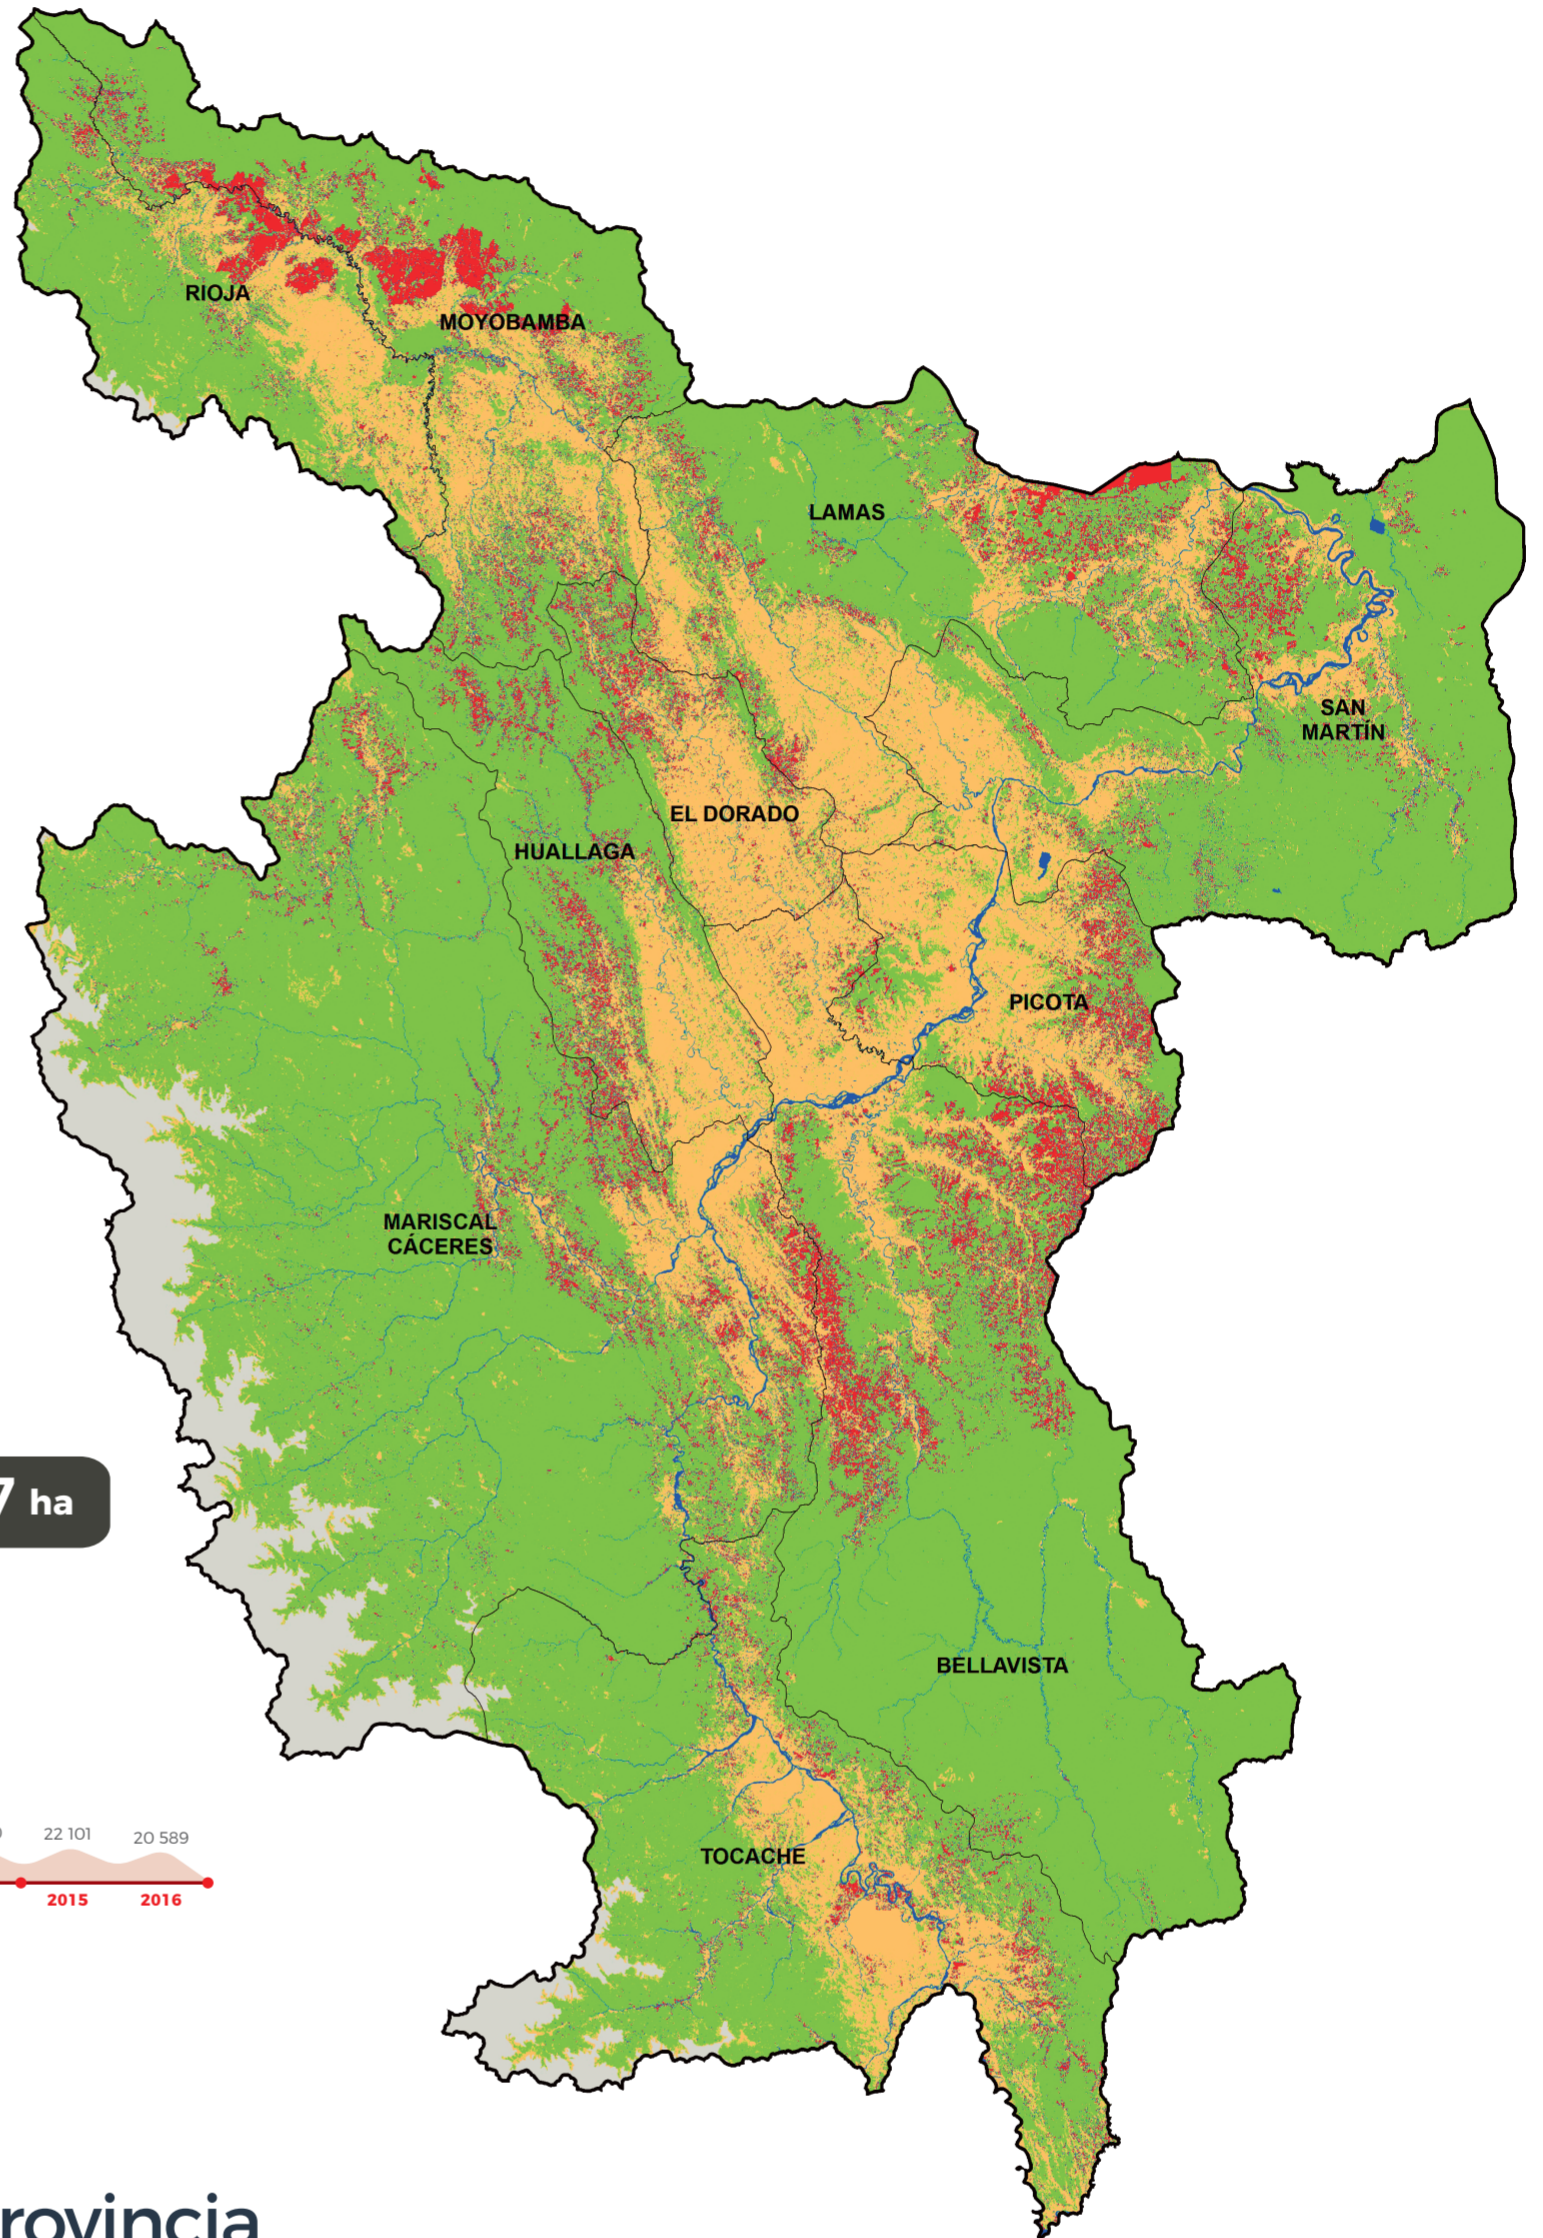 RIOJA
MOYOBAMBA
LAMAS
SAN
MARTÍN
EL DORADO
HUALLAGA
PICOTA
MARISCAL
CÁCERES
7 ha
BELLAVISTA
22 101
20 589
TOCACHE
2015
2016
rovincia